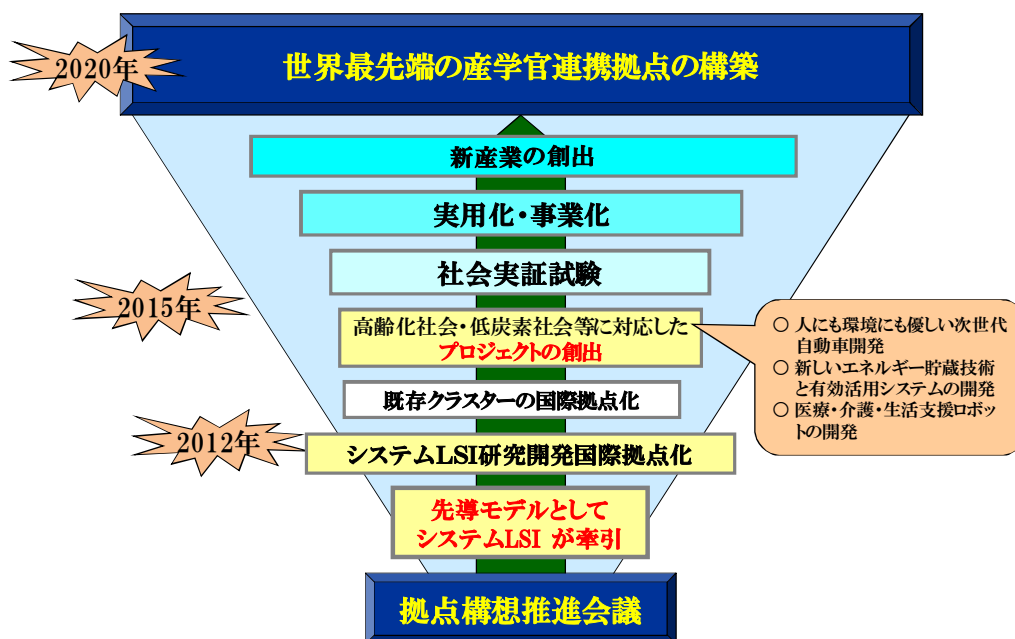 2020年
世界最先端の産学官連携拠点の構築
新産業の創出
実用化・事業化
社会実証試験
2015年
高齢化社会・低炭素社会等に対応した
プロジェクトの創出
○ 人にも環境にも優しい次世代
自動車開発
○ 新しいエネルギー貯蔵技術
と有効活用システムの開発
○ 医療・介護・生活支援ロボッ
トの開発
既存クラスターの国際拠点化
2012年
システムLSI研究開発国際拠点化
先導モデルとして
システムLSI が牽引
拠点構想推進会議